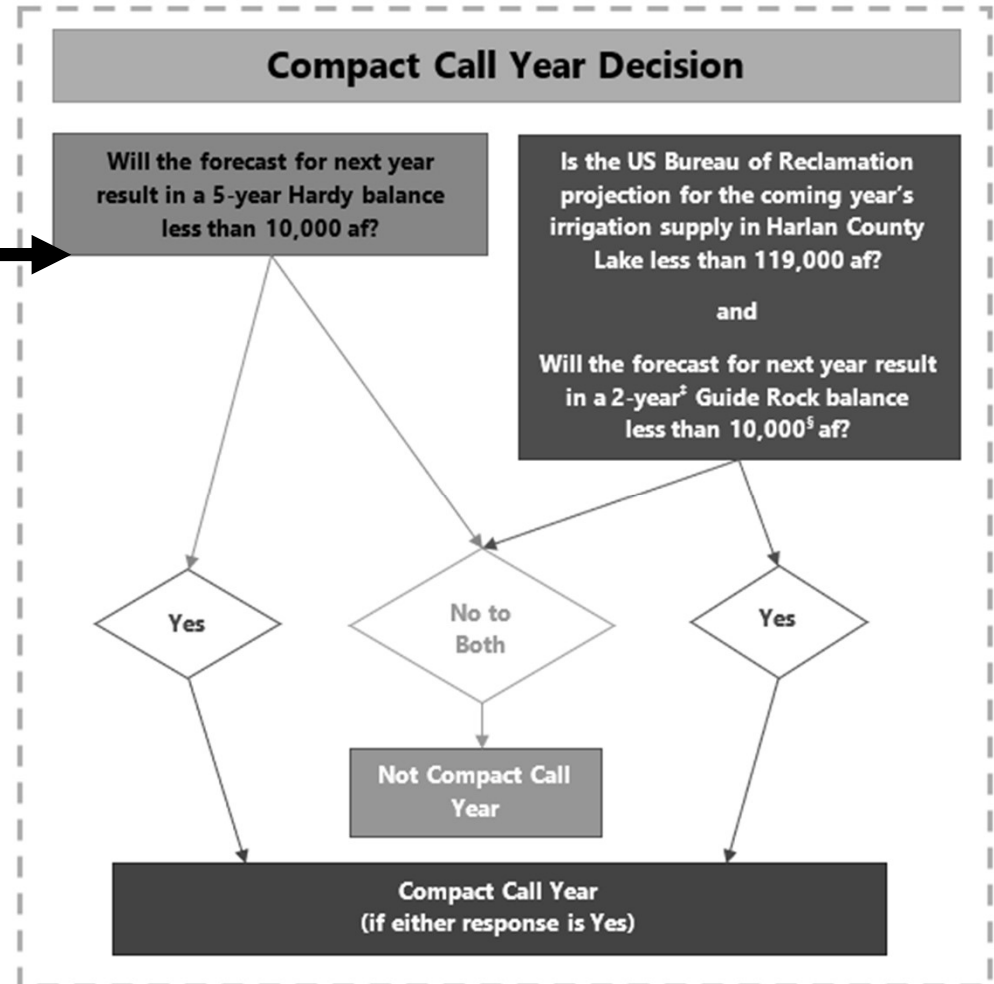 Compact Call Year Decision
Will the forecast for next year
result in a 5-year Hardy balance
less than 10,000 af?
Is the US Bureau of Reclamation
projection for the coming year's
irrigation supply in Harlan County
Lake less than 119,000 af?
and
Will the forecast for next year result
in a 2-year‡ Guide Rock balance
less than 10,000§ af?
Yes
No to
Both
Yes
Not Compact Call
Year
Compact Call Year
(if either response is Yes)